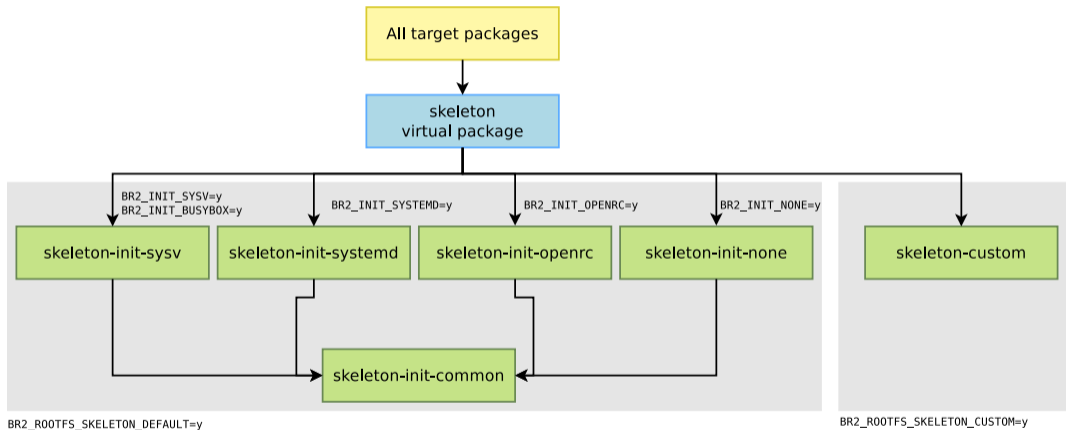 All target packages
skeleton
virtual package
BR2_INIT_SYSV=y
BR2_INIT_BUSYBOX=y
BR2_INIT_SYSTEMD=y
BR2_INIT_OPENRC=y
BR2_INIT_NONE=y
skeleton-init-sysv
skeleton-init-systemd
skeleton-init-openrc
skeleton-init-none
skeleton-custom
skeleton-init-common
BR2_ROOTFS_SKELETON_DEFAULT=y
BR2_ROOTFS_SKELETON_CUSTOM=y